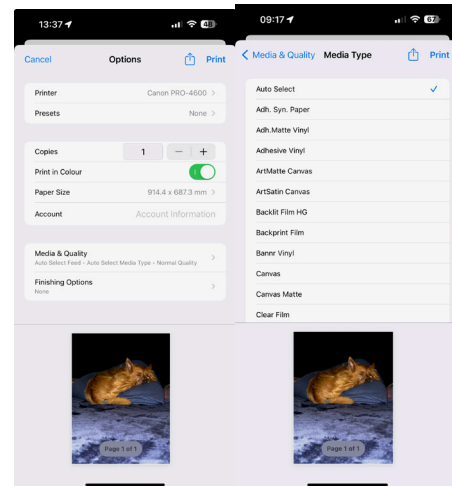 13:37
48
Cancel
Options
Print
Printer
Canon PRO-4600
Presets
None
Copies
1
Print in Colour
Paper Size
914.4 x 687.3 mm
Account
Account Information
Media & Quality
Auto Select Feed • Auto Select Media Type • Normal Quality
Finishing Options
None
Page 1 of 1
09:17
67
Media & Quality
Media Type
Print
Auto Select
Adh. Syn. Paper
Adh.Matte Vinyl
Adhesive Vinyl
ArtMatte Canvas
ArtSatin Canvas
Backlit Film HG
Backprint Film
Bannr Vinyl
Canvas
Canvas Matte
Clear Film
Page 1 of 1